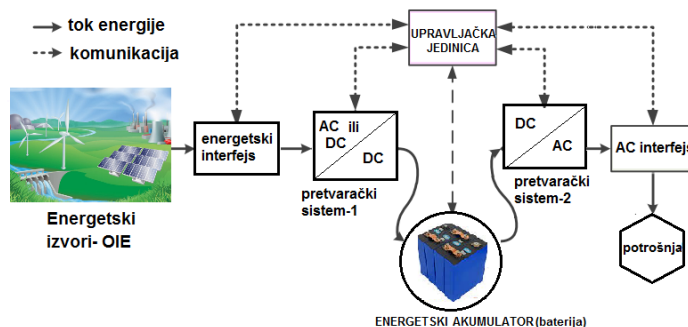 tok energije
komunikacija
UPRAVLJAČKA
JEDINICA
energetski
interfejs
AC ili
DC
DC
pretvarački
sistem-1
DC
AC
pretvarački
sistem-2
AC interfejs
Energetski
izvori- OIE
potrošnja
ENERGETSKI AKUMULATOR (baterija)